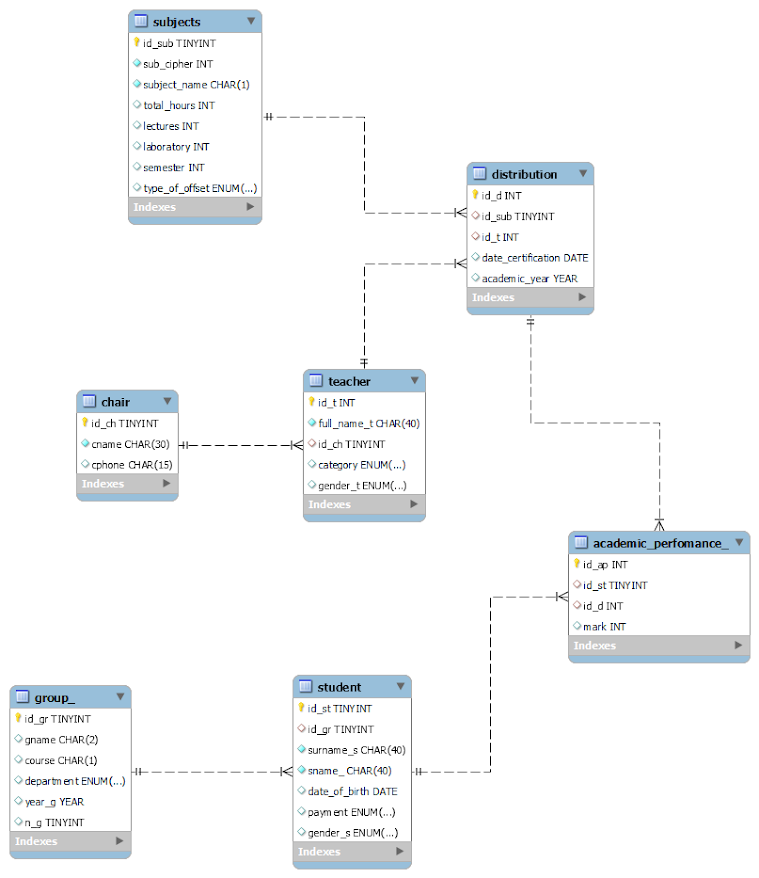 subjects
id_sub TINYINT
sub_cipher INT
subject_name CHAR(1)
total_hours INT
lectures INT
laboratory INT
semester INT
type_of_offset ENUM(...)
Indexes
distribution
id_d INT
id_sub TINYINT
id_t INT
date_certification DATE
academic_year YEAR
Indexes
teacher
id_t INT
full_name_t CHAR(40)
id_ch TINYINT
category ENUM(...)
gender_t ENUM(...)
Indexes
chair
id_ch TINYINT
cname CHAR(30)
cphone CHAR(15)
Indexes
academic_perfomance_
id_ap INT
id_st TINYINT
id_d INT
mark INT
Indexes
group_
id_gr TINYINT
gname CHAR(2)
course CHAR(1)
department ENUM(...)
year_g YEAR
n_g TINYINT
Indexes
student
id_st TINYINT
id_gr TINYINT
surname_s CHAR(40)
sname_ CHAR(40)
date_of_birth DATE
payment ENUM(...)
gender_s ENUM(...)
Indexes